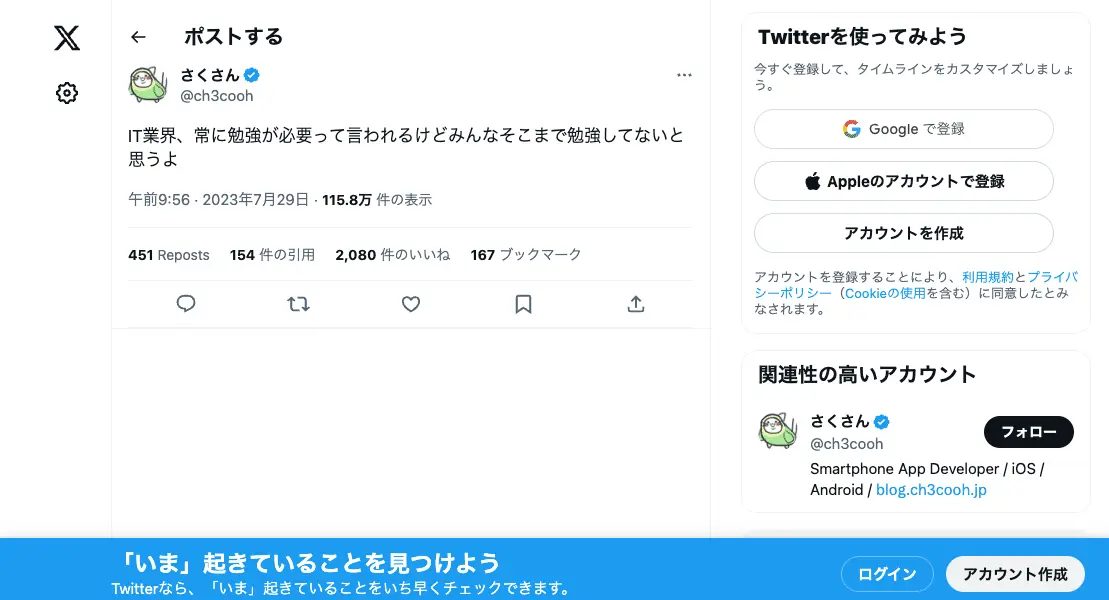 ポストする
さくさん
@ch3cooh
IT業界、常に勉強が必要って言われるけどみんなそこまで勉強してないと
思うよ
午前9:56 · 2023年7月29日 · 115.8万 件の表示
451 Reposts 154 件の引用 2,080 件のいいね 167 ブックマーク
Twitterを使ってみよう
今すぐ登録して、タイムラインをカスタマイズしましょ
う。
Google で登録
Appleのアカウントで登録
アカウントを作成
アカウントを登録することにより、利用規約とプライバ
シーポリシー（Cookieの使用を含む）に同意したとみ
なされます。
関連性の高いアカウント
さくさん
@ch3cooh
フォロー
Smartphone App Developer / iOS /
Android / blog.ch3cooh.jp
「いま」起きていることを見つけよう
Twitterなら、「いま」起きていることをいち早くチェックできます。
ログイン
アカウント作成